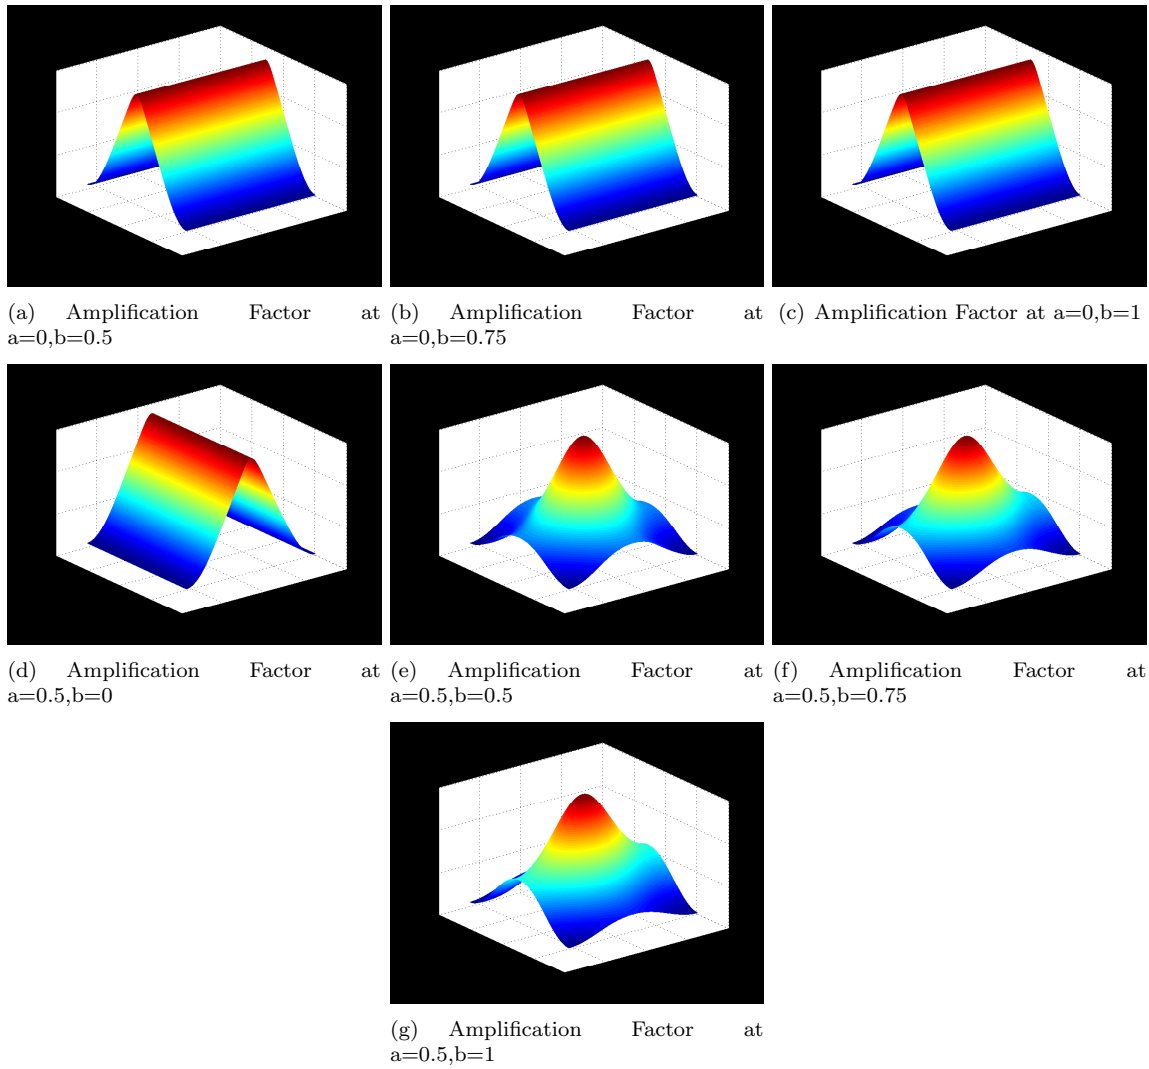 (a) Amplification Factor at
a=0,b=0.5
(b) Amplification Factor at
a=0,b=0.75
(c) Amplification Factor at a=0,b=1
(d) Amplification Factor at
a=0.5,b=0
(e) Amplification Factor at
a=0.5,b=0.5
(f) Amplification Factor at
a=0.5,b=0.75
(g) Amplification Factor at
a=0.5,b=1